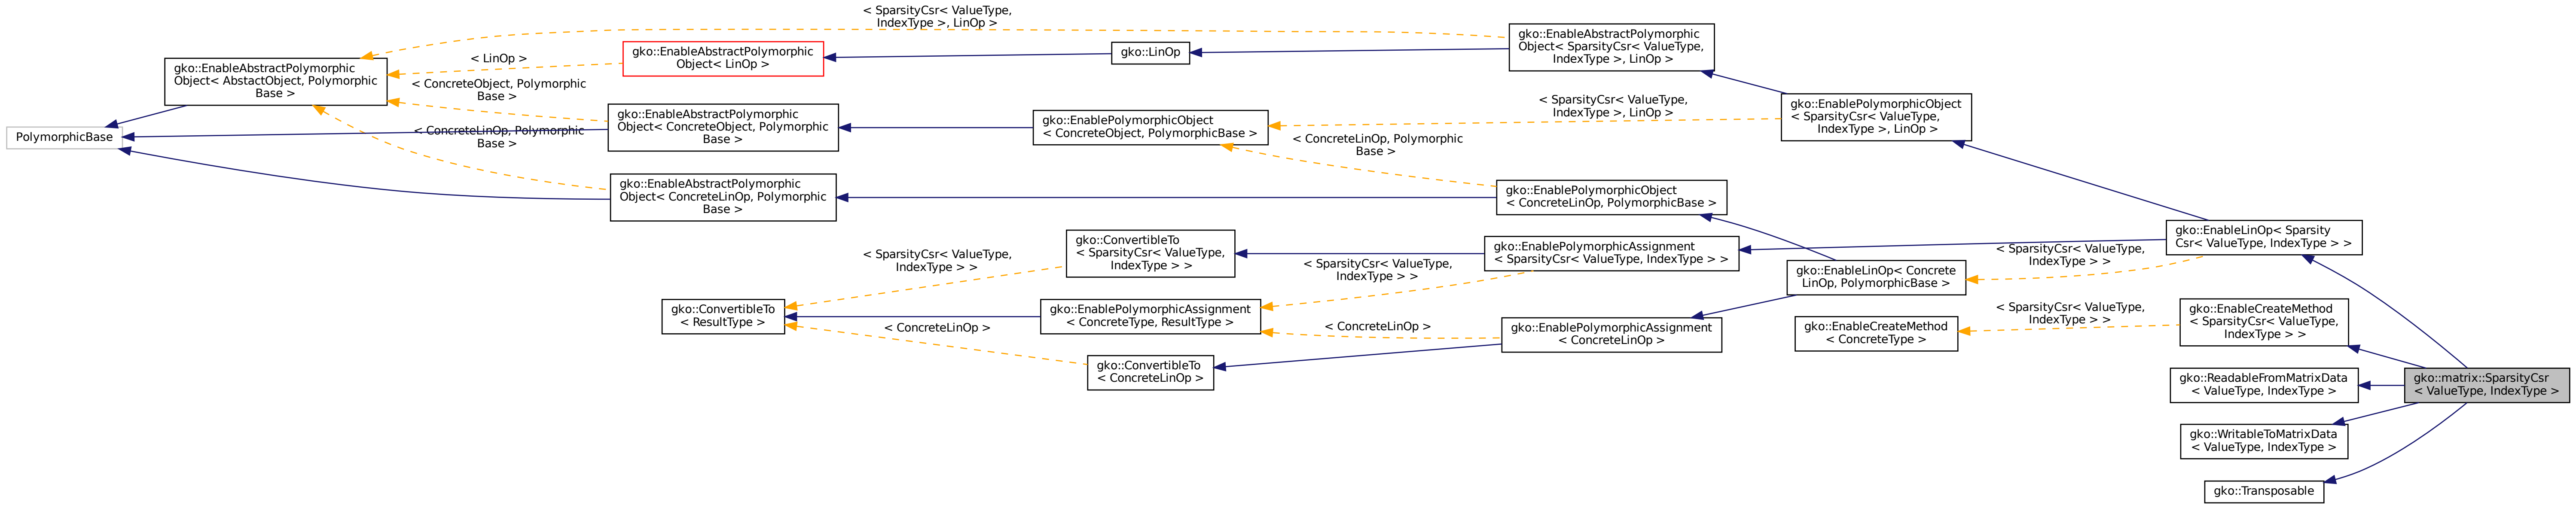 PolymorphicBase
gko::EnableAbstractPolymorphic
Object< AbstactObject, Polymorphic
Base >
< SparsityCsr< ValueType,
IndexType >, LinOp >
< LinOp >
< ConcreteObject, Polymorphic
Base >
< ConcreteLinOp, Polymorphic
Base >
gko::EnableAbstractPolymorphic
Object< LinOp >
gko::EnableAbstractPolymorphic
Object< ConcreteObject, Polymorphic
Base >
gko::EnableAbstractPolymorphic
Object< ConcreteLinOp, Polymorphic
Base >
gko::ConvertibleTo
< ResultType >
< SparsityCsr< ValueType,
IndexType > >
< ConcreteLinOp >
gko::LinOp
gko::EnablePolymorphicObject
< ConcreteObject, PolymorphicBase >
gko::ConvertibleTo
< SparsityCsr< ValueType,
IndexType > >
gko::EnablePolymorphicAssignment
< ConcreteType, ResultType >
gko::ConvertibleTo
< ConcreteLinOp >
< SparsityCsr< ValueType,
IndexType >, LinOp >
< ConcreteLinOp, Polymorphic
Base >
< SparsityCsr< ValueType,
IndexType > >
< ConcreteLinOp >
gko::EnableAbstractPolymorphic
Object< SparsityCsr< ValueType,
IndexType >, LinOp >
gko::EnablePolymorphicObject
< ConcreteLinOp, PolymorphicBase >
gko::EnablePolymorphicAssignment
< SparsityCsr< ValueType, IndexType > >
gko::EnablePolymorphicAssignment
< ConcreteLinOp >
gko::EnablePolymorphicObject
< SparsityCsr< ValueType,
IndexType >, LinOp >
gko::EnableLinOp< Concrete
LinOp, PolymorphicBase >
gko::EnableCreateMethod
< ConcreteType >
< SparsityCsr< ValueType,
IndexType > >
< SparsityCsr< ValueType,
IndexType > >
gko::EnableLinOp< Sparsity
Csr< ValueType, IndexType > >
gko::EnableCreateMethod
< SparsityCsr< ValueType,
IndexType > >
gko::ReadableFromMatrixData
< ValueType, IndexType >
gko::WritableToMatrixData
< ValueType, IndexType >
gko::Transposable
gko::matrix::SparsityCsr
< ValueType, IndexType >